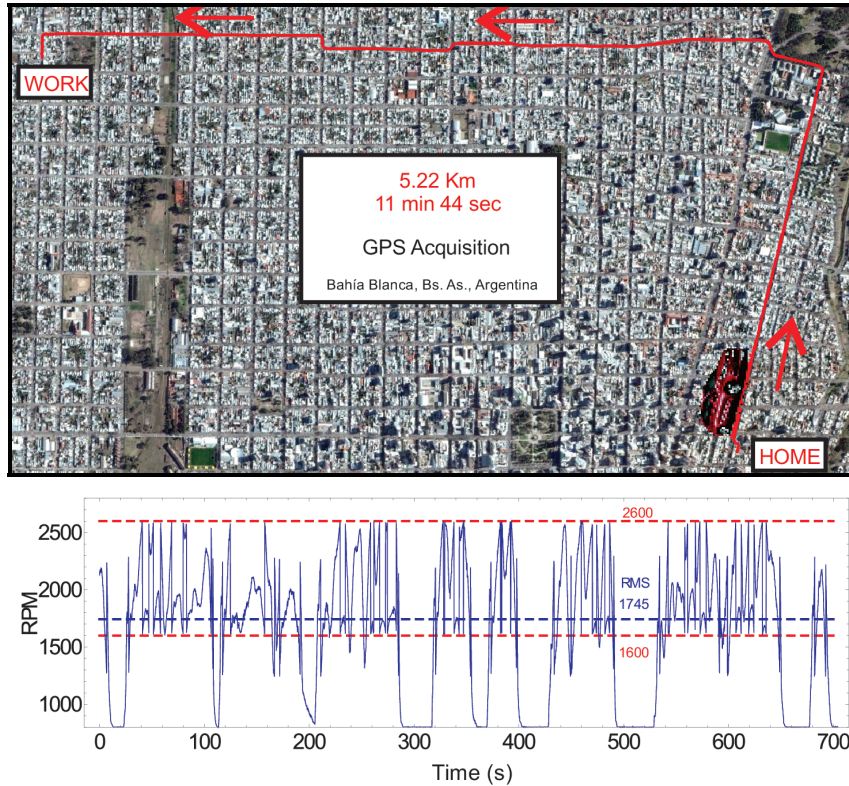 WORK
5.22 Km
11 min 44 sec
GPS Acquisition
Bahía Blanca, Bs. As., Argentina
HOME
2600
2500
RMS
2000
1745
RPM
1500
1600
1000
0 100 200 300 400 500 600 700
Time (s)